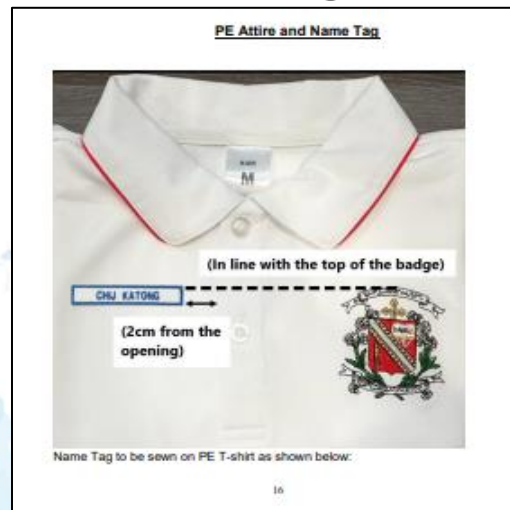 PE Attire and Name Tag
M
(In line with the top of the badge)
CHIJ KATONG
(2cm from the
opening)
Name Tag to be sewn on PE T-shirt as shown below:
16